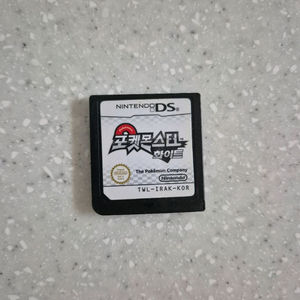 NINTENDO DS
포켓몬스터
화이트
The Pokémon Company
Nintendo
TWL-IRAK-KOR